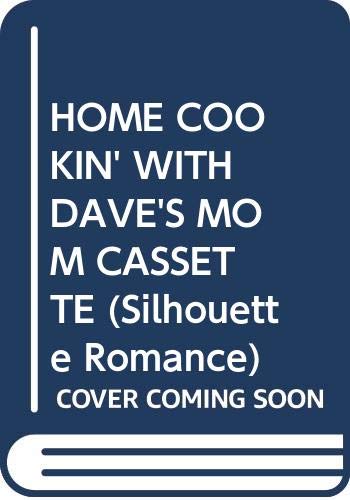 HOME COO
KIN' WITH
DAVE'S MO
M CASSET
TE (Silhouett
e Romance)
COVER COMING SOON